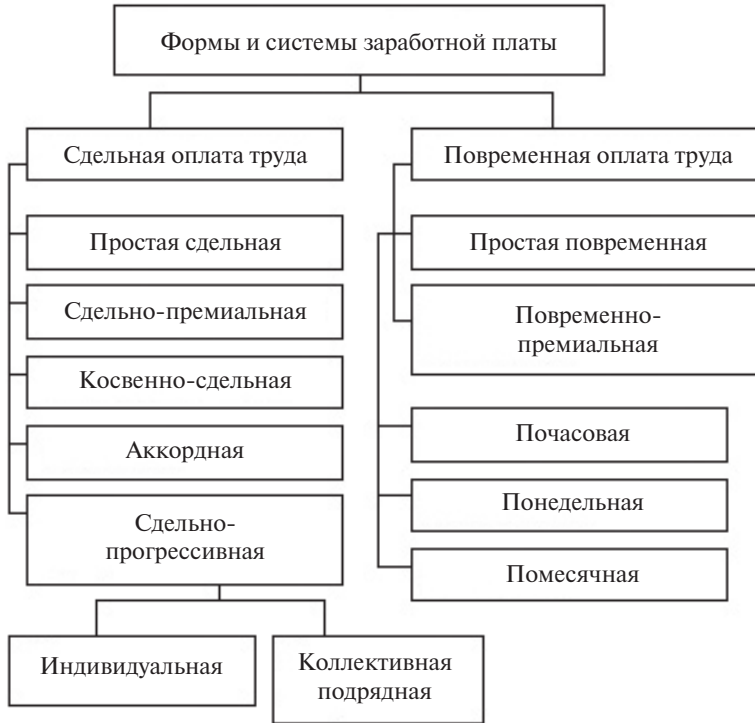 Формы и системы заработной платы
Сдельная оплата труда
Простая сдельная
Сдельно-премиальная
Косвенно-сдельная
Аккордная
Сдельно-
прогрессивная
Индивидуальная
Коллективная
подрядная
Повременная оплата труда
Простая повременная
Повременно-
премиальная
Почасовая
Понедельная
Помесячная